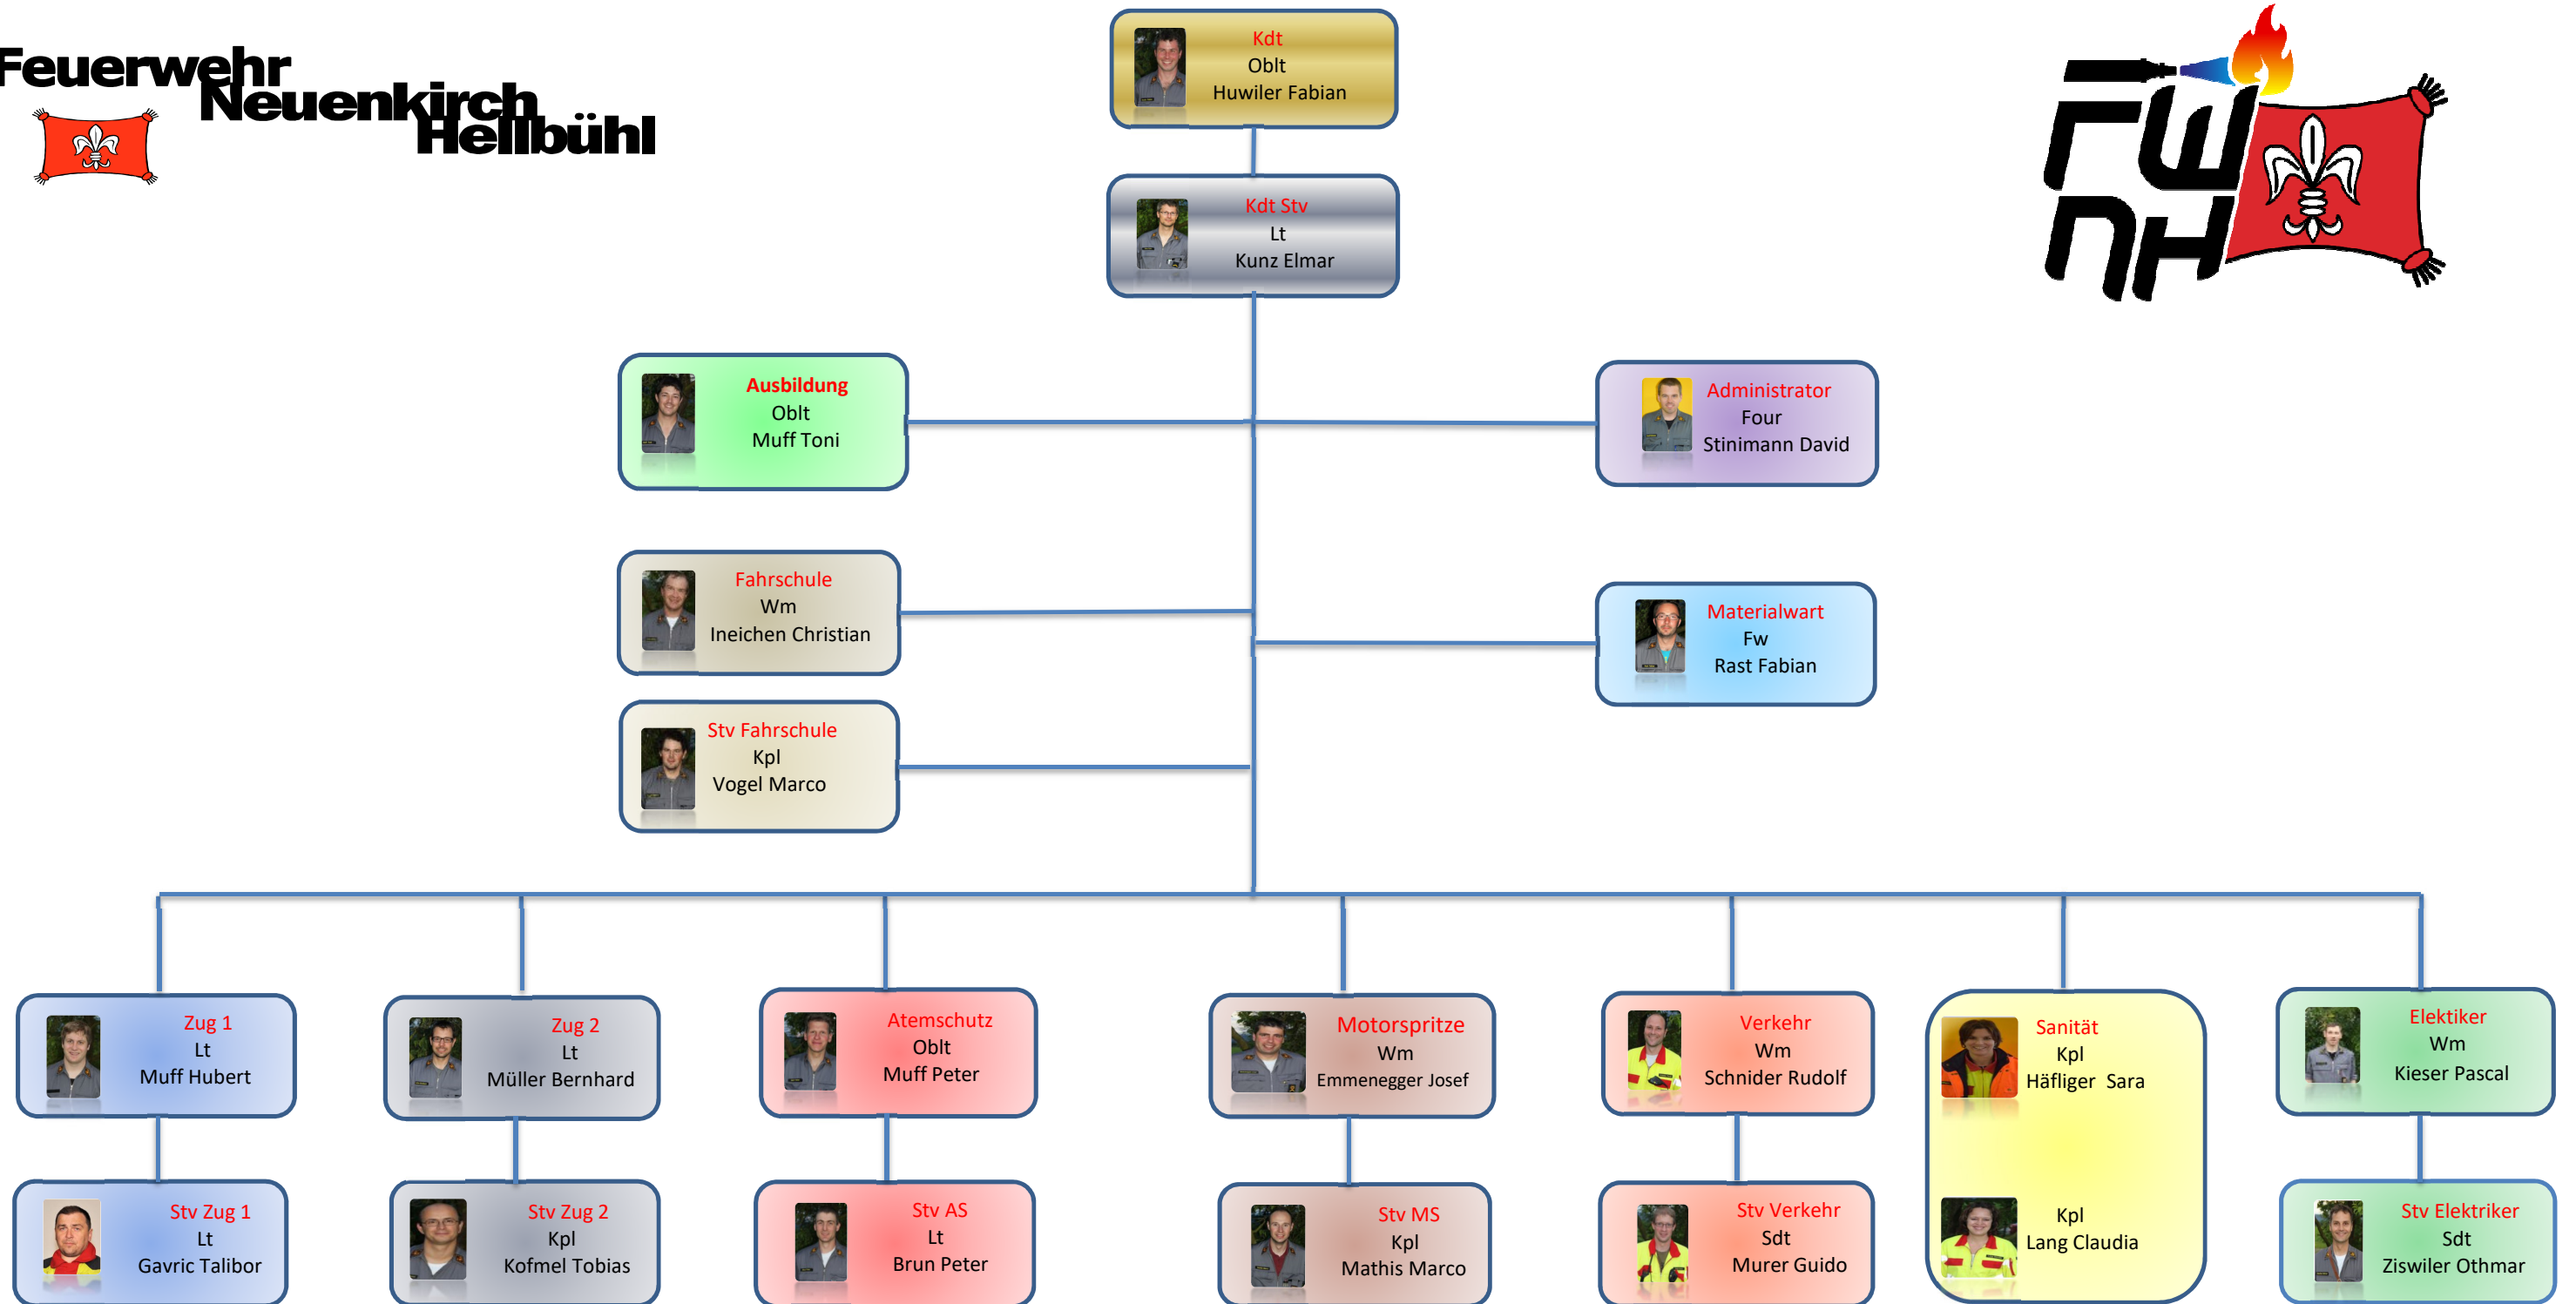 Feuerwehr
Neuenkirch
Hellbühl
Kdt
Oblt
Huwiler Fabian
FW
NH
Kdt Stv
Lt
Kunz Elmar
Ausbildung
Oblt
Muff Toni
Administrator
Four
Stinimann David
Fahrschule
Wm
Ineichen Christian
Materialwart
Fw
Rast Fabian
Stv Fahrschule
Kpl
Vogel Marco
Zug 1
Lt
Muff Hubert
Zug 2
Lt
Müller Bernhard
Atemschutz
Oblt
Muff Peter
Motorspritze
Wm
Emmenegger Josef
Verkehr
Wm
Schnider Rudolf
Sanität
Kpl
Häfliger Sara
Elektiker
Wm
Kieser Pascal
Stv Zug 1
Lt
Gavric Talibor
Stv Zug 2
Kpl
Kofmel Tobias
Stv AS
Lt
Brun Peter
Stv MS
Kpl
Mathis Marco
Stv Verkehr
Sdt
Murer Guido
Kpl
Lang Claudia
Stv Elektriker
Sdt
Ziswiler Othmar